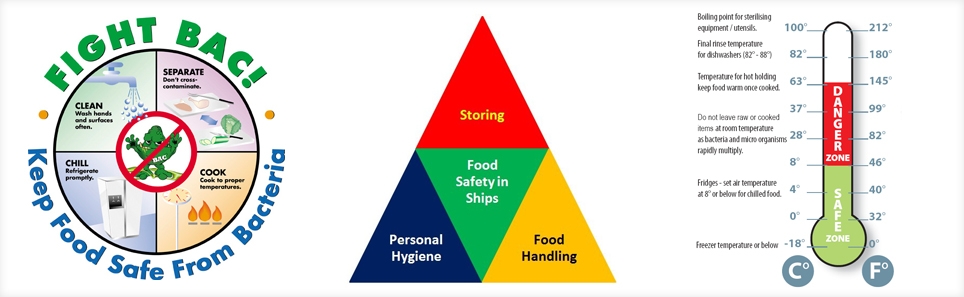 FIGHT BAC!
CLEAN
Wash hands
and surfaces
often.
SEPARATE
Don't cross-
contaminate.
BAC
CHILL
Refrigerate
promptly.
COOK
Cook to proper
temperatures.
Keep Food Safe From Bacteria
Storing
Food
Safety in
Ships
Personal
Hygiene
Food
Handling
Boiling point for sterilising
equipment / utensils.
100° 212°
Final rinse temperature
for dishwashers (82° - 88°)
82° 180°
Temperature for hot holding
keep food warm once cooked.
63° 145°
37° 99°
Do not leave raw or cooked
items at room temperature
as bacteria and micro organisms
rapidly multiply.
28° 82°
8° 46°
DANGER
ZONE
Fridges - set air temperature
at 8° or below for chilled food.
4° 40°
0° 32°
SAFE
ZONE
Freezer temperature or below
-18° 0°
C° F°